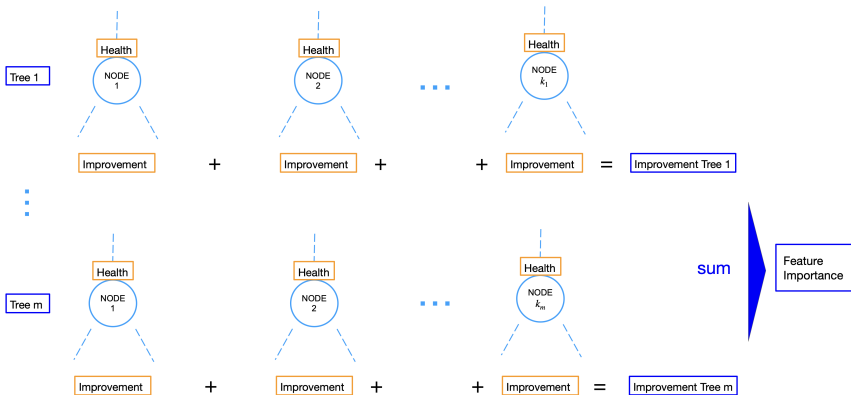 Health
Health
Health
Tree 1
NODE
1
NODE
2
...
NODE
k₁
Improvement
+
Improvement
+
+
Improvement
=
Improvement Tree 1
⋮
Health
Health
Health
sum
Feature
Importance
Tree m
NODE
1
NODE
2
...
NODE
kₘ
Improvement
+
Improvement
+
+
Improvement
=
Improvement Tree m